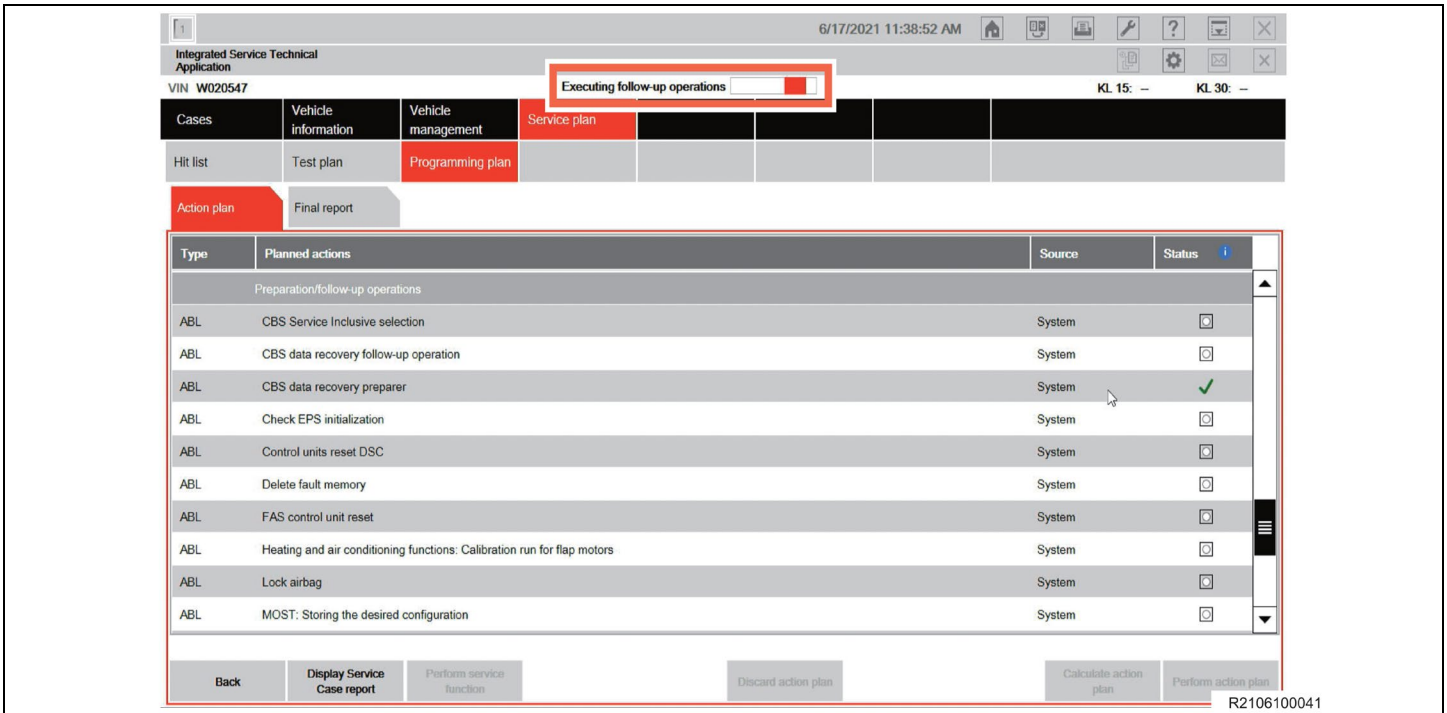 1
6/17/2021 11:38:52 AM
?
Integrated Service Technical
Application
VIN W020547
Executing follow-up operations
KL 15: --
KL 30: --
Cases
Vehicle
information
Vehicle
management
Service plan
Hit list
Test plan
Programming plan
Action plan
Final report
Type Planned actions Source Status i
Preparation/follow-up operations
ABL CBS Service Inclusive selection System
ABL CBS data recovery follow-up operation System
ABL CBS data recovery preparer System
ABL Check EPS initialization System
ABL Control units reset DSC System
ABL Delete fault memory System
ABL FAS control unit reset System
ABL Heating and air conditioning functions: Calibration run for flap motors System
ABL Lock airbag System
ABL MOST: Storing the desired configuration System
Back
Display Service
Case report
Perform service
function
Discard action plan
Calculate action
plan
Perform action plan
R2106100041